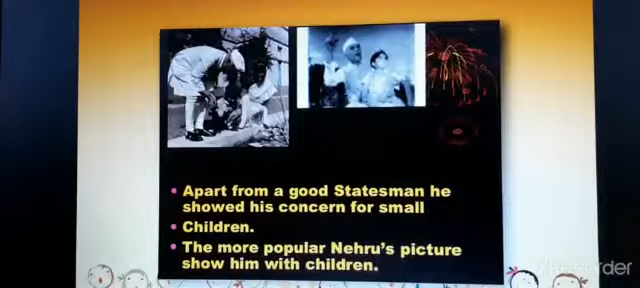 Apart from a good Statesman he
showed his concern for small
Children.
The more popular Nehru's picture
show him with children.